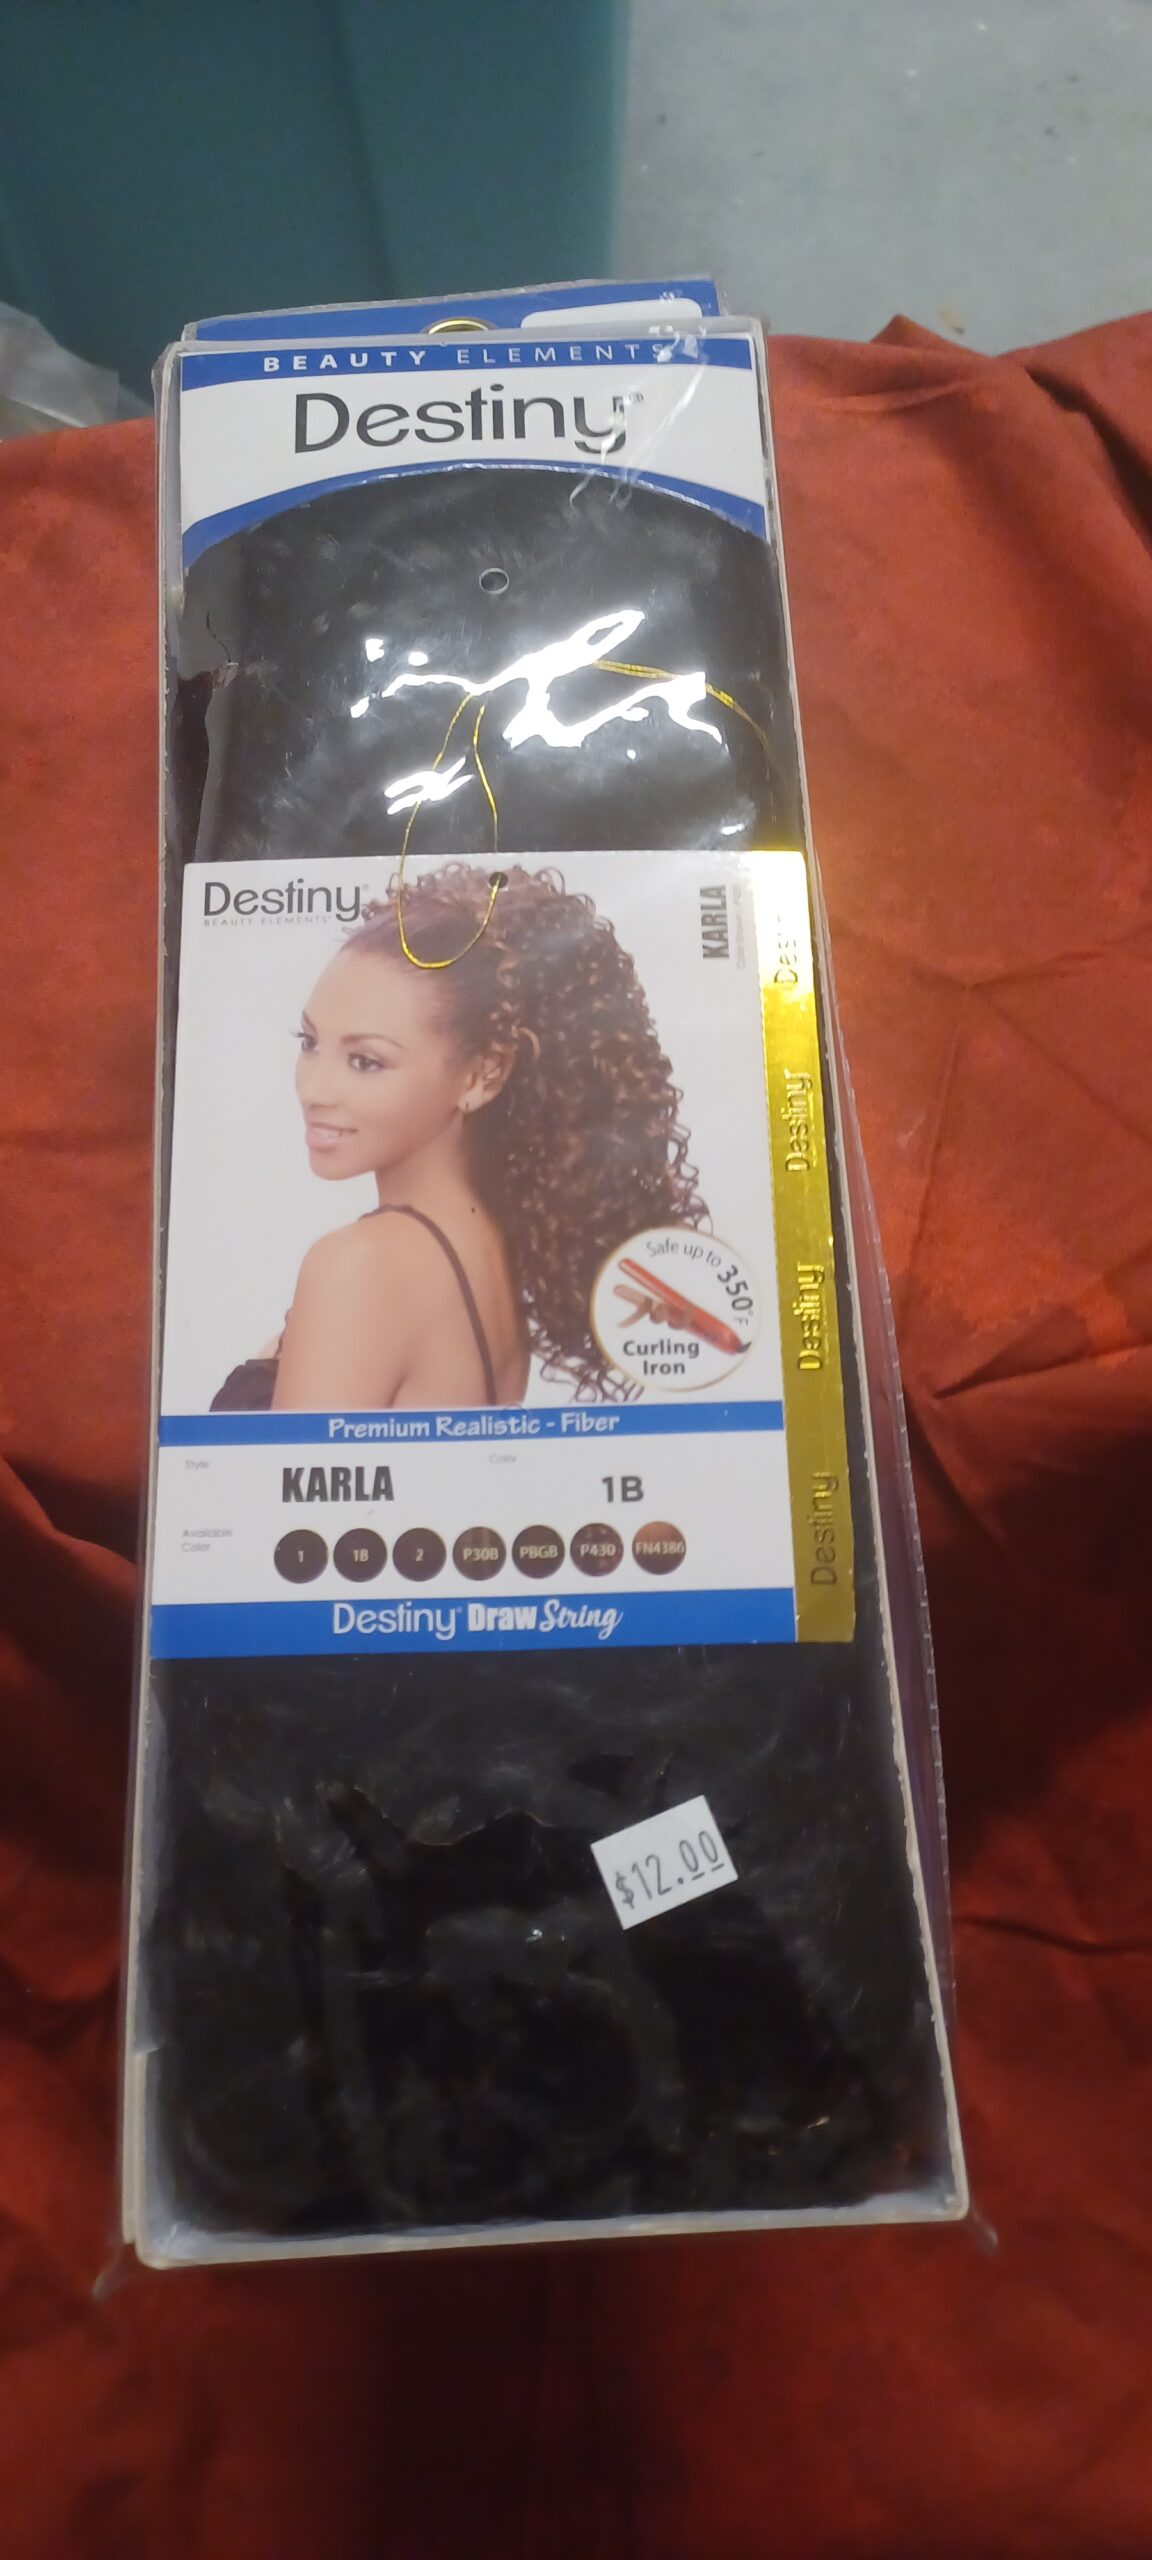 BEAUTY ELEMENTS
Destiny®
Destiny®
BEAUTY ELEMENTS
KARLA
Destiny
Destiny
Destiny
Destiny
Safe up to 350°F
Curling
Iron
Premium Realistic - Fiber
Style KARLA Color 1B
Available
Color
1 1B 2 P30B PBGB P430 FN4386
Destiny® Draw String
$12.00